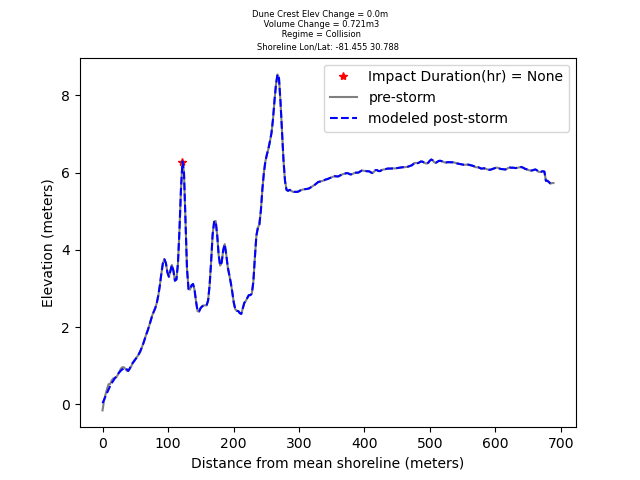 Dune Crest Elev Change = 0.0m
Volume Change = 0.721m3
Regime = Collision
Shoreline Lon/Lat: -81.455 30.788
Impact Duration(hr) = None
pre-storm
modeled post-storm
8
6
4
2
0
Elevation (meters)
0 100 200 300 400 500 600 700
Distance from mean shoreline (meters)